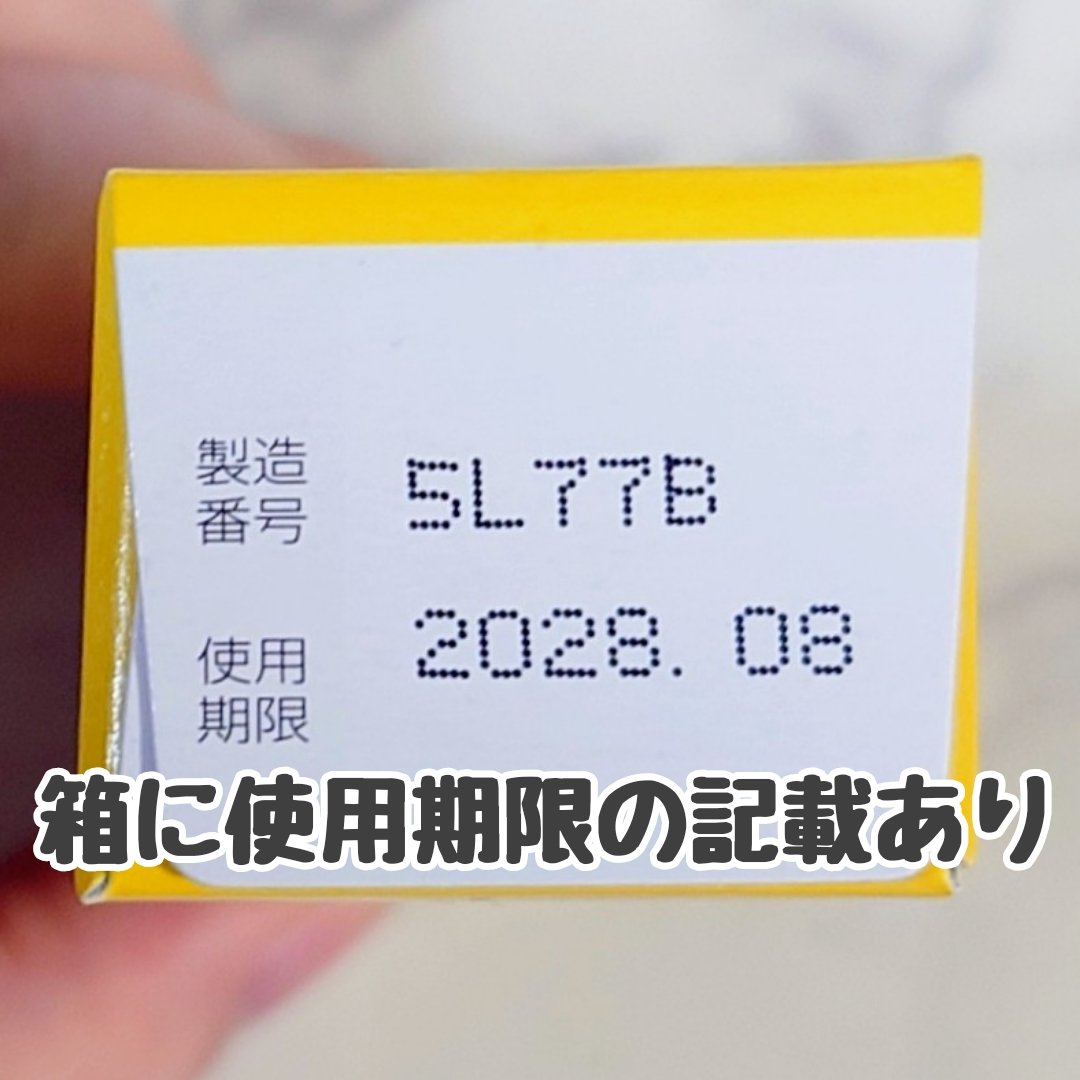 製造
番号
5L77B
使用
期限
2028.08
箱に使用期限の記載あり